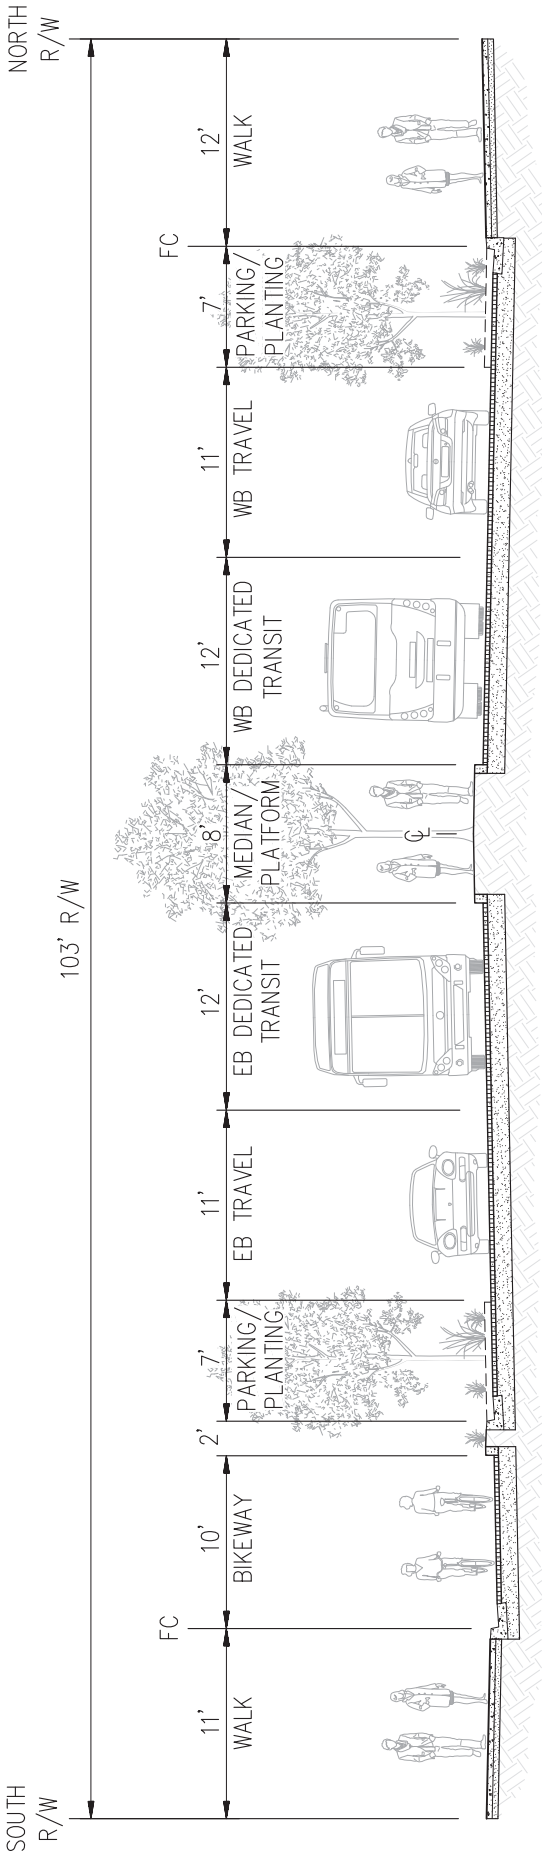 SOUTH
R/W
NORTH
R/W
103' R/W
FC
FC
11'
WALK
10'
BIKEWAY
2'
7'
PARKING/
PLANTING
11'
EB TRAVEL
12'
EB DEDICATED
TRANSIT
8'
MEDIAN/
PLATFORM
CL
12'
WB DEDICATED
TRANSIT
11'
WB TRAVEL
7'
PARKING/
PLANTING
12'
WALK